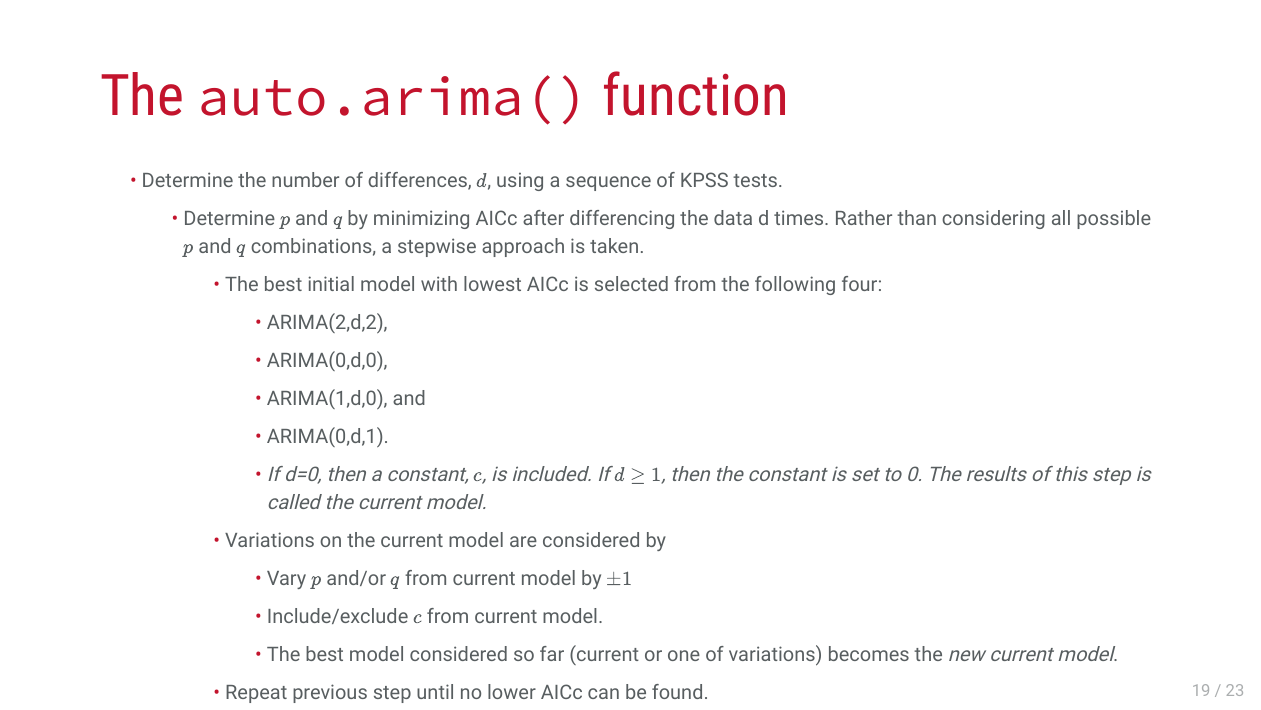 The auto.arima() function
• Determine the number of differences, d, using a sequence of KPSS tests.
• Determine p and q by minimizing AICc after differencing the data d times. Rather than considering all possible
p and q combinations, a stepwise approach is taken.
• The best initial model with lowest AICc is selected from the following four:
• ARIMA(2,d,2),
• ARIMA(0,d,0),
• ARIMA(1,d,0), and
• ARIMA(0,d,1).
• If d=0, then a constant, c, is included. If d ≥ 1, then the constant is set to 0. The results of this step is
called the current model.
• Variations on the current model are considered by
• Vary p and/or q from current model by ±1
• Include/exclude c from current model.
• The best model considered so far (current or one of variations) becomes the new current model.
• Repeat previous step until no lower AICc can be found.
19 / 23